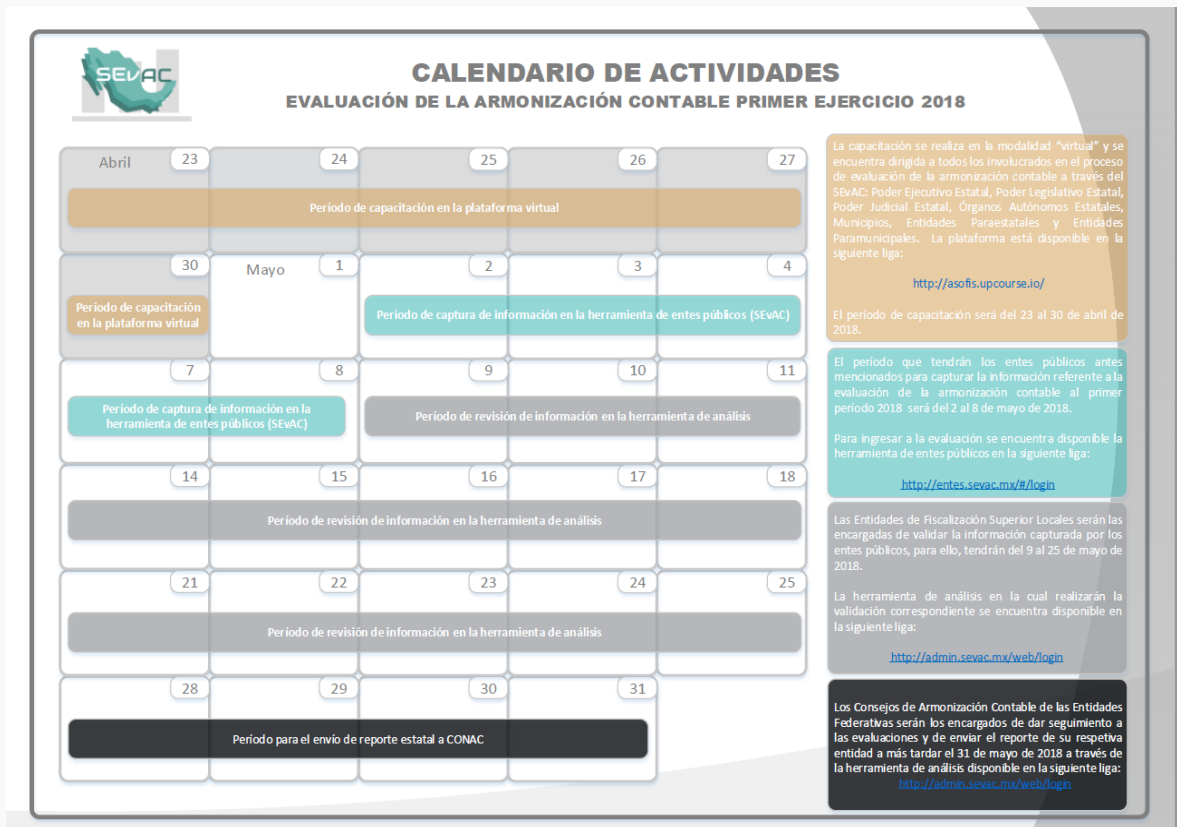 SEvAC
CALENDARIO DE ACTIVIDADES
EVALUACIÓN DE LA ARMONIZACIÓN CONTABLE PRIMER EJERCICIO 2018
Abril 23 24 25 26 27
Período de capacitación en la plataforma virtual
30 Mayo 1 2 3 4
Período de capacitación
en la plataforma virtual
Período de captura de información en la herramienta de entes públicos (SEvAC)
7 8 9 10 11
Período de captura de información en la
herramienta de entes públicos (SEvAC)
Período de revisión de información en la herramienta de análisis
14 15 16 17 18
Período de revisión de información en la herramienta de análisis
21 22 23 24 25
Período de revisión de información en la herramienta de análisis
28 29 30 31
Período para el envío de reporte estatal a CONAC
La capacitación se realiza en la modalidad “virtual” y se
encuentra dirigida a todos los involucrados en el proceso
de evaluación de la armonización contable a través del
SEvAC: Poder Ejecutivo Estatal, Poder Legislativo Estatal,
Poder Judicial Estatal, Órganos Autónomos Estatales,
Municipios, Entidades Paraestatales y Entidades
Paramunicipales. La plataforma está disponible en la
siguiente liga:
http://asofis.upcourse.io/
El período de capacitación será del 23 al 30 de abril de
2018.
El período que tendrán los entes públicos antes
mencionados para capturar la información referente a la
evaluación de la armonización contable al primer
período 2018 será del 2 al 8 de mayo de 2018.
Para ingresar a la evaluación se encuentra disponible la
herramienta de entes públicos en la siguiente liga:
http://entes.sevac.mx/#/login
Las Entidades de Fiscalización Superior Locales serán las
encargadas de validar la información capturada por los
entes públicos, para ello, tendrán del 9 al 25 de mayo de
2018.
La herramienta de análisis en la cual realizarán la
validación correspondiente se encuentra disponible en
la siguiente liga:
http://admin.sevac.mx/web/login
Los Consejos de Armonización Contable de las Entidades
Federativas serán los encargados de dar seguimiento a
las evaluaciones y de enviar el reporte de su respetiva
entidad a más tardar el 31 de mayo de 2018 a través de
la herramienta de análisis disponible en la siguiente liga:
http://admin.sevac.mx/web/login